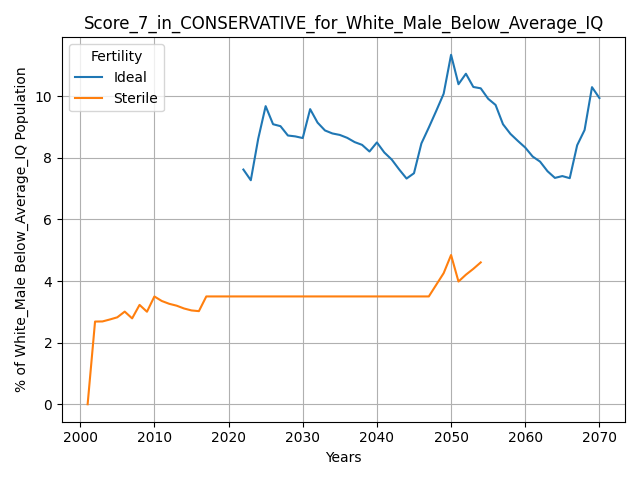 Score_7_in_CONSERVATIVE_for_White_Male_Below_Average_IQ
Fertility
Ideal
Sterile
% of White_Male Below_Average_IQ Population
10
8
6
4
2
0
2000 2010 2020 2030 2040 2050 2060 2070
Years